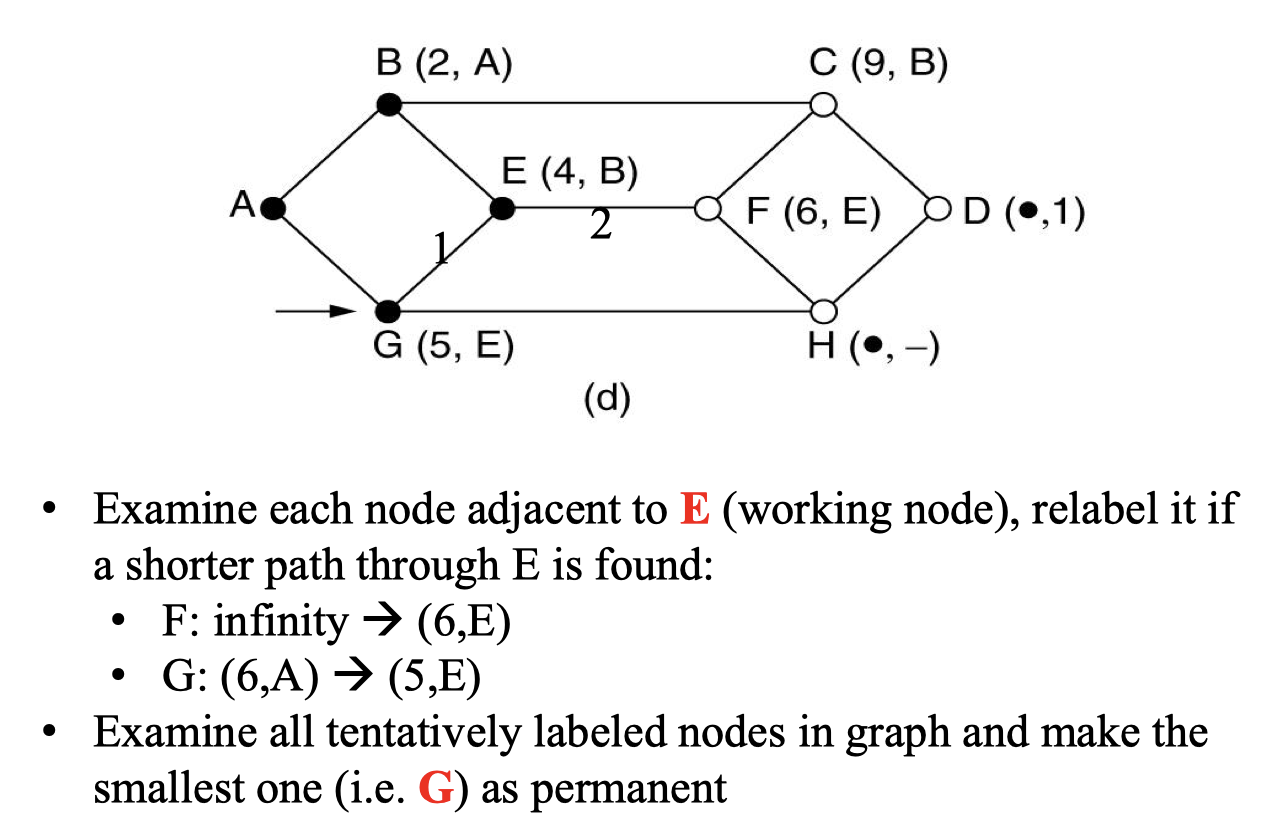 B (2, A)
C (9, B)
E (4, B)
A
F (6, E)
D (●,1)
2
1
G (5, E)
H (●, –)
(d)
• Examine each node adjacent to E (working node), relabel it if
a shorter path through E is found:
• F: infinity → (6,E)
• G: (6,A) → (5,E)
• Examine all tentatively labeled nodes in graph and make the
smallest one (i.e. G) as permanent